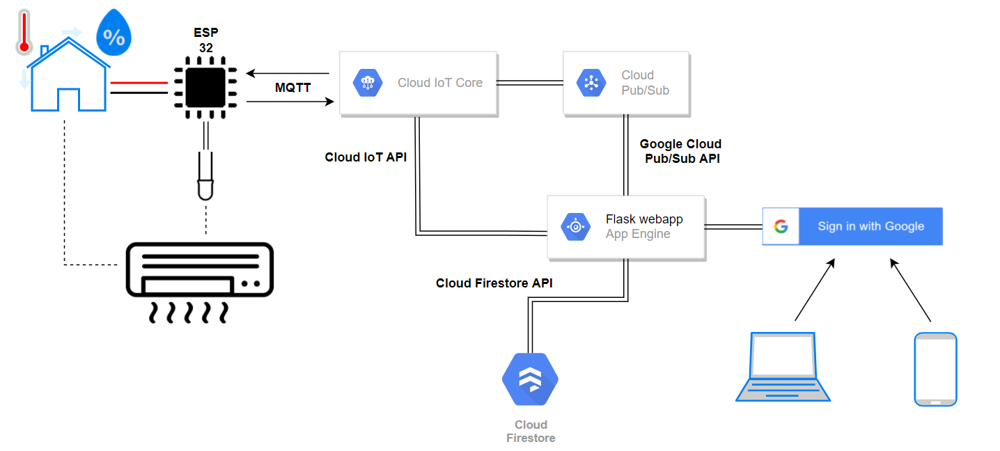 %
ESP
32
MQTT
Cloud IoT Core
Cloud
Pub/Sub
Cloud IoT API
Google Cloud
Pub/Sub API
Flask webapp
App Engine
G
Sign in with Google
Cloud Firestore API
Cloud
Firestore